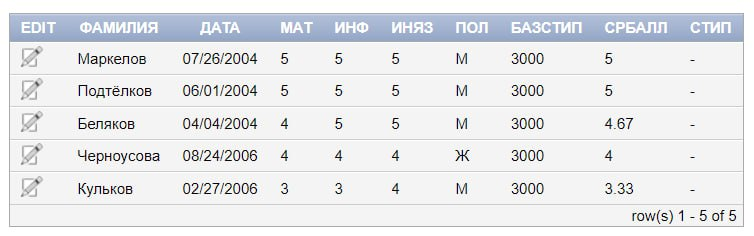 EDIT ФАМИЛИЯ ДАТА МАТ ИНФ ИНЯЗ ПОЛ БАЗСТИП СРБАЛЛ СТИП
Маркелов 07/26/2004 5 5 5 М 3000 5 -
Подтёлков 06/01/2004 5 5 5 М 3000 5 -
Беляков 04/04/2004 4 5 5 М 3000 4.67 -
Черноусова 08/24/2006 4 4 4 Ж 3000 4 -
Кульков 02/27/2006 3 3 4 М 3000 3.33 -
row(s) 1 - 5 of 5